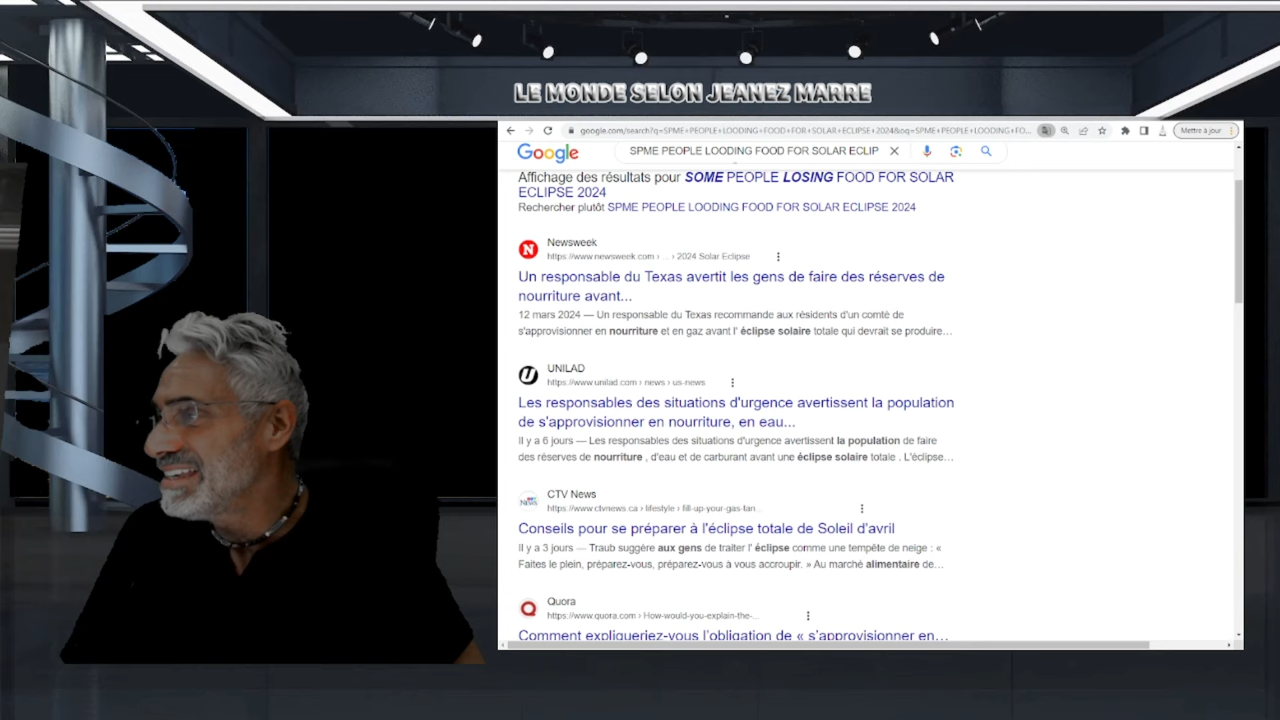 LE MONDE SELON JEANEZ MARRE
google.com/search?q=SPME+PEOPLE+LOODING+FOOD+FOR+SOLAR+ECLIPSE+2024&oq=SPME+PEOPLE+LOODING+FO...
Mettre à jour
Google
SPME PEOPLE LOODING FOOD FOR SOLAR ECLIP
Affichage des résultats pour SOME PEOPLE LOSING FOOD FOR SOLAR
ECLIPSE 2024
Rechercher plutôt SPME PEOPLE LOODING FOOD FOR SOLAR ECLIPSE 2024
N
Newsweek
https://www.newsweek.com › ... › 2024 Solar Eclipse
Un responsable du Texas avertit les gens de faire des réserves de
nourriture avant...
12 mars 2024 — Un responsable du Texas recommande aux résidents d'un comté de
s'approvisionner en nourriture et en gaz avant l' éclipse solaire totale qui devrait se produire...
UNILAD
https://www.unilad.com › news › us-news
Les responsables des situations d'urgence avertissent la population
de s'approvisionner en nourriture, en eau...
Il y a 6 jours — Les responsables des situations d'urgence avertissent la population de faire
des réserves de nourriture , d'eau et de carburant avant une éclipse solaire totale . L'éclipse...
NEWS
CTV News
https://www.ctvnews.ca › lifestyle › fill-up-your-gas-tan...
Conseils pour se préparer à l'éclipse totale de Soleil d'avril
Il y a 3 jours — Traub suggère aux gens de traiter l' éclipse comme une tempête de neige : «
Faites le plein, préparez-vous, préparez-vous à vous accroupir. » Au marché alimentaire de...
Q
Quora
https://www.quora.com › How-would-you-explain-the-...
Comment expliqueriez-vous l'obligation de « s'approvisionner en...